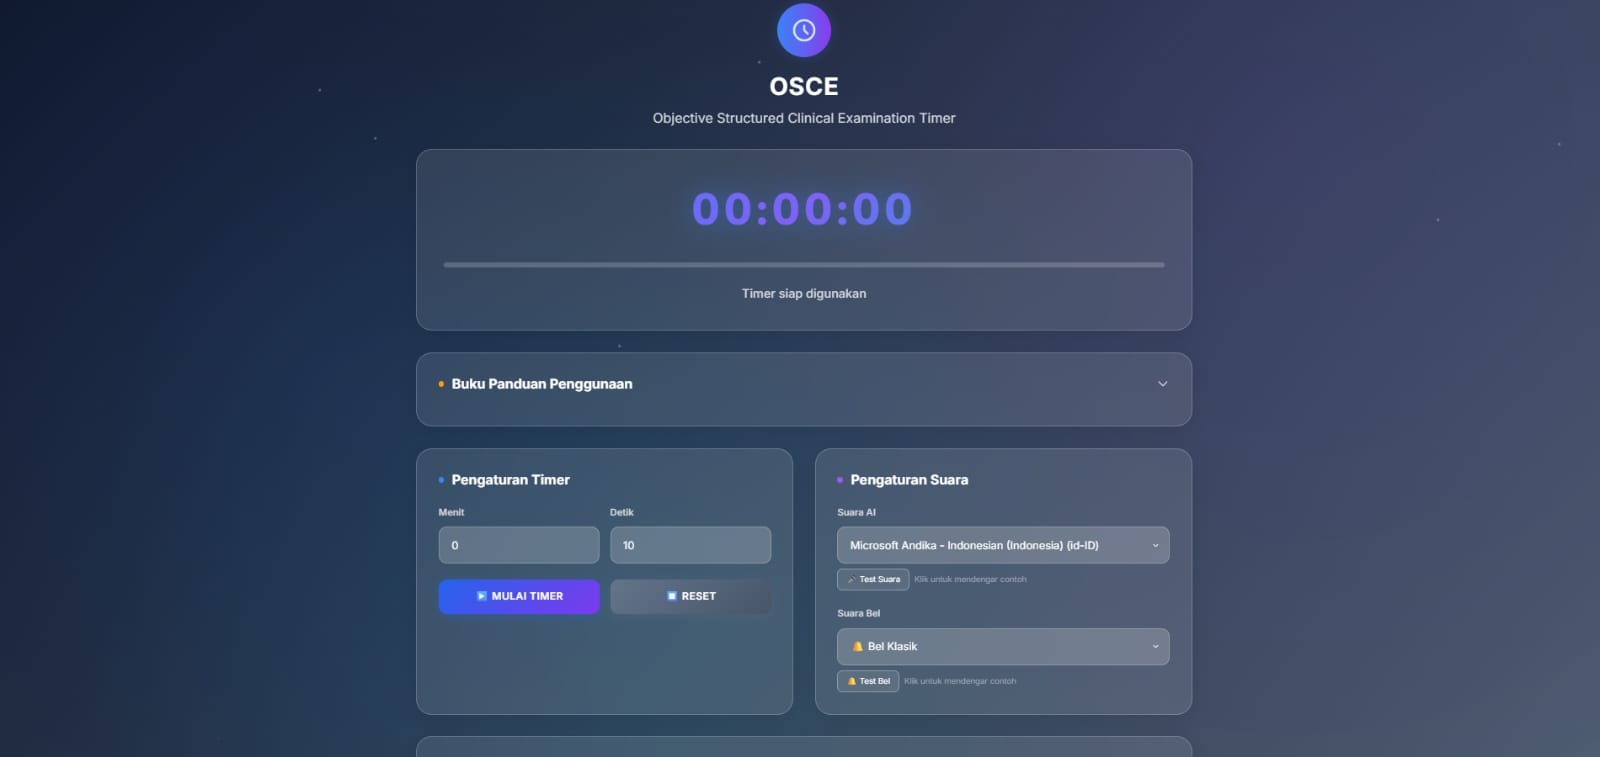 OSCE
Objective Structured Clinical Examination Timer
00:00:00
Timer siap digunakan
Buku Panduan Penggunaan
Pengaturan Timer
Menit
Detik
0
10
MULAI TIMER
RESET
Pengaturan Suara
Suara AI
Microsoft Andika - Indonesian (Indonesia) (id-ID)
Test Suara Klik untuk mendengar contoh
Suara Bel
Bel Klasik
Test Bel Klik untuk mendengar contoh